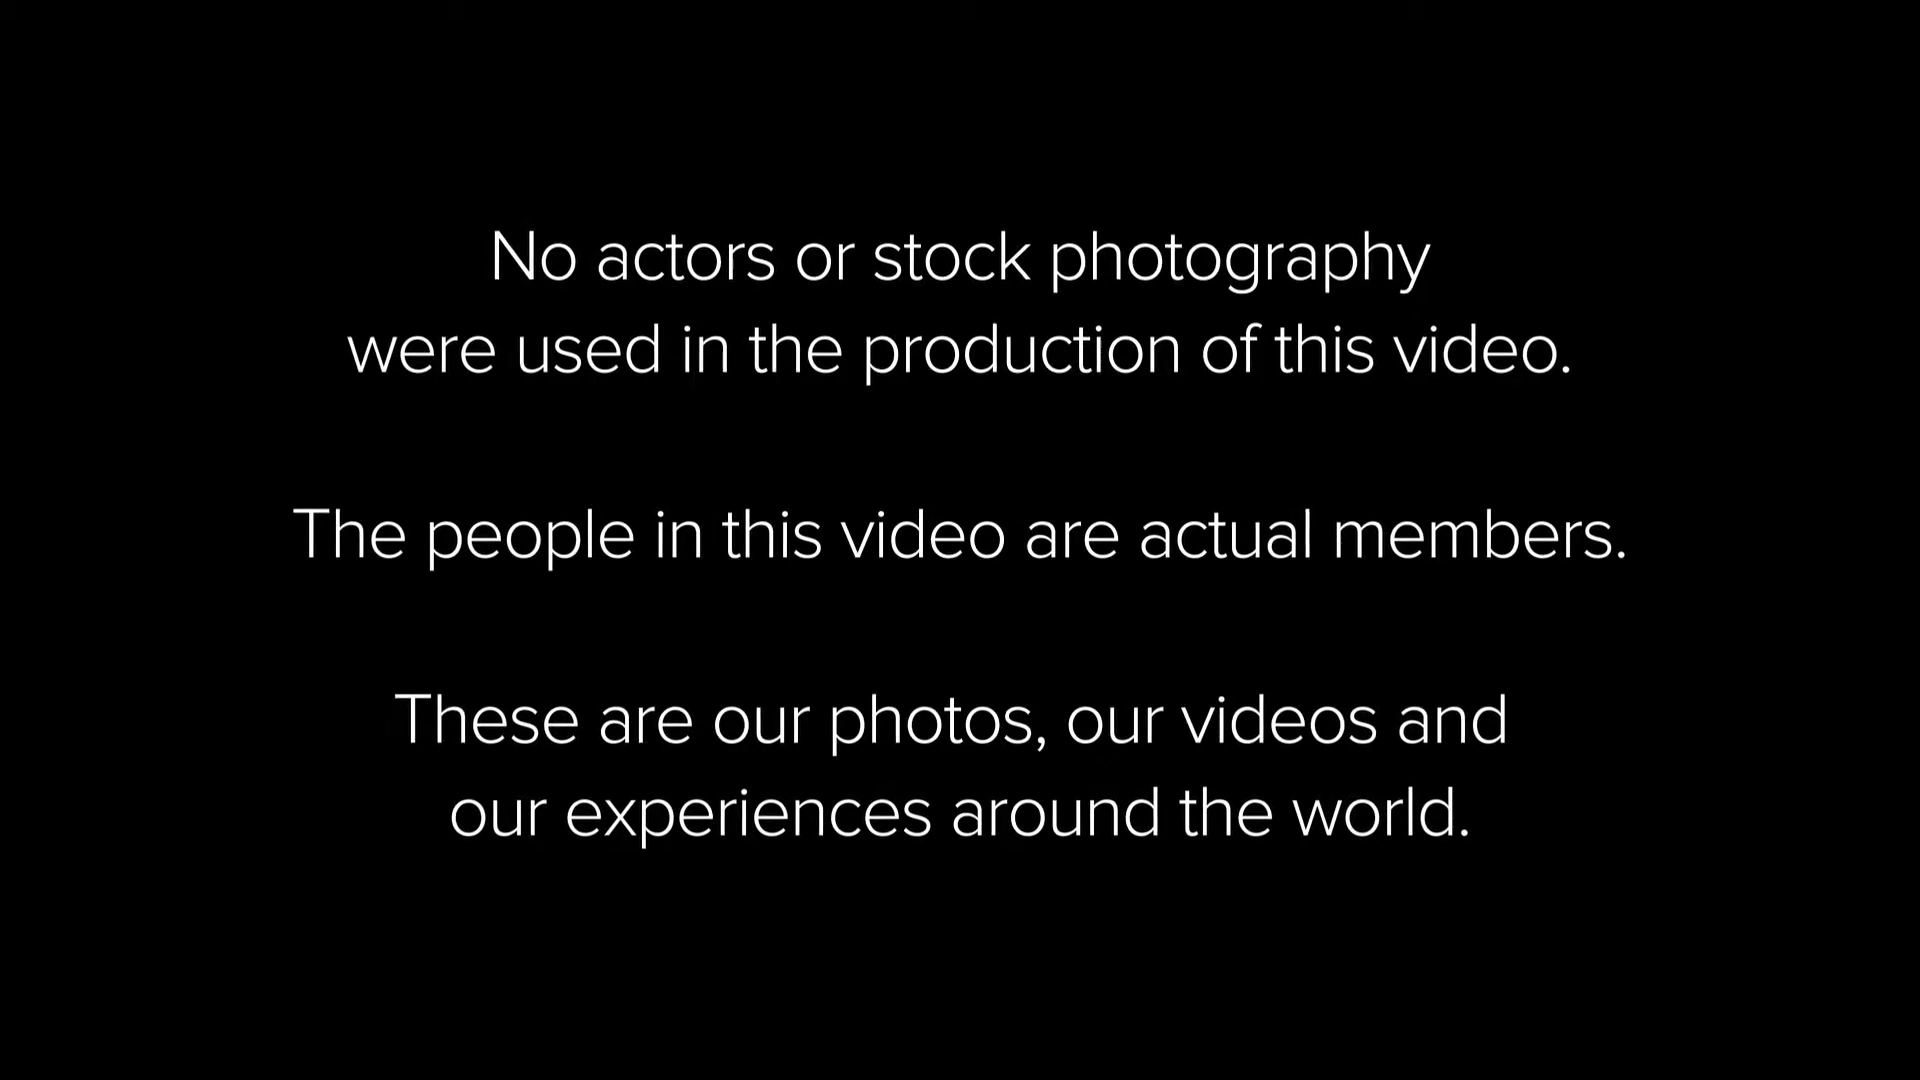 No actors or stock photography
were used in the production of this video.
The people in this video are actual members.
These are our photos, our videos and
our experiences around the world.